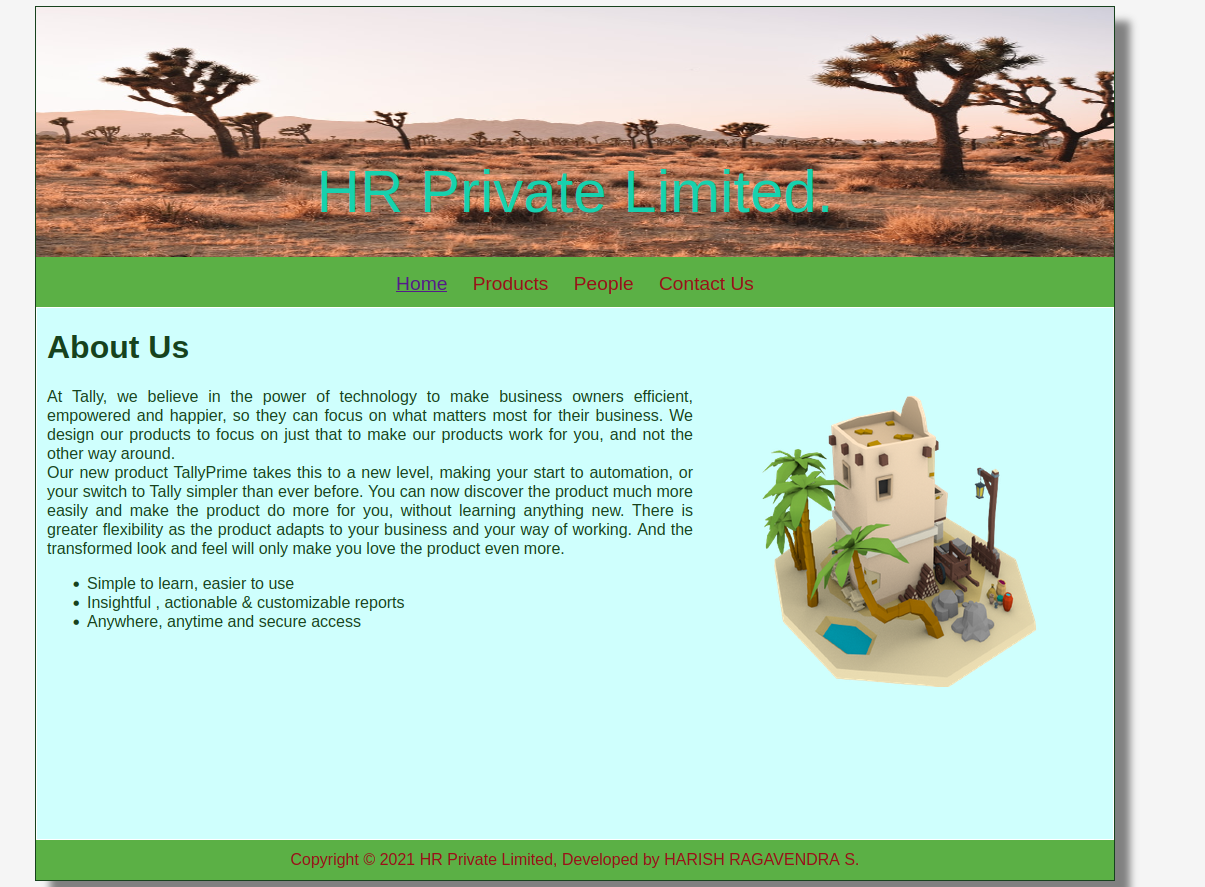 HR Private Limited.
Home Products People Contact Us
About Us
At Tally, we believe in the power of technology to make business owners efficient,
empowered and happier, so they can focus on what matters most for their business. We
design our products to focus on just that to make our products work for you, and not the
other way around.
Our new product TallyPrime takes this to a new level, making your start to automation, or
your switch to Tally simpler than ever before. You can now discover the product much more
easily and make the product do more for you, without learning anything new. There is
greater flexibility as the product adapts to your business and your way of working. And the
transformed look and feel will only make you love the product even more.
• Simple to learn, easier to use
• Insightful , actionable & customizable reports
• Anywhere, anytime and secure access
Copyright © 2021 HR Private Limited, Developed by HARISH RAGAVENDRA S.